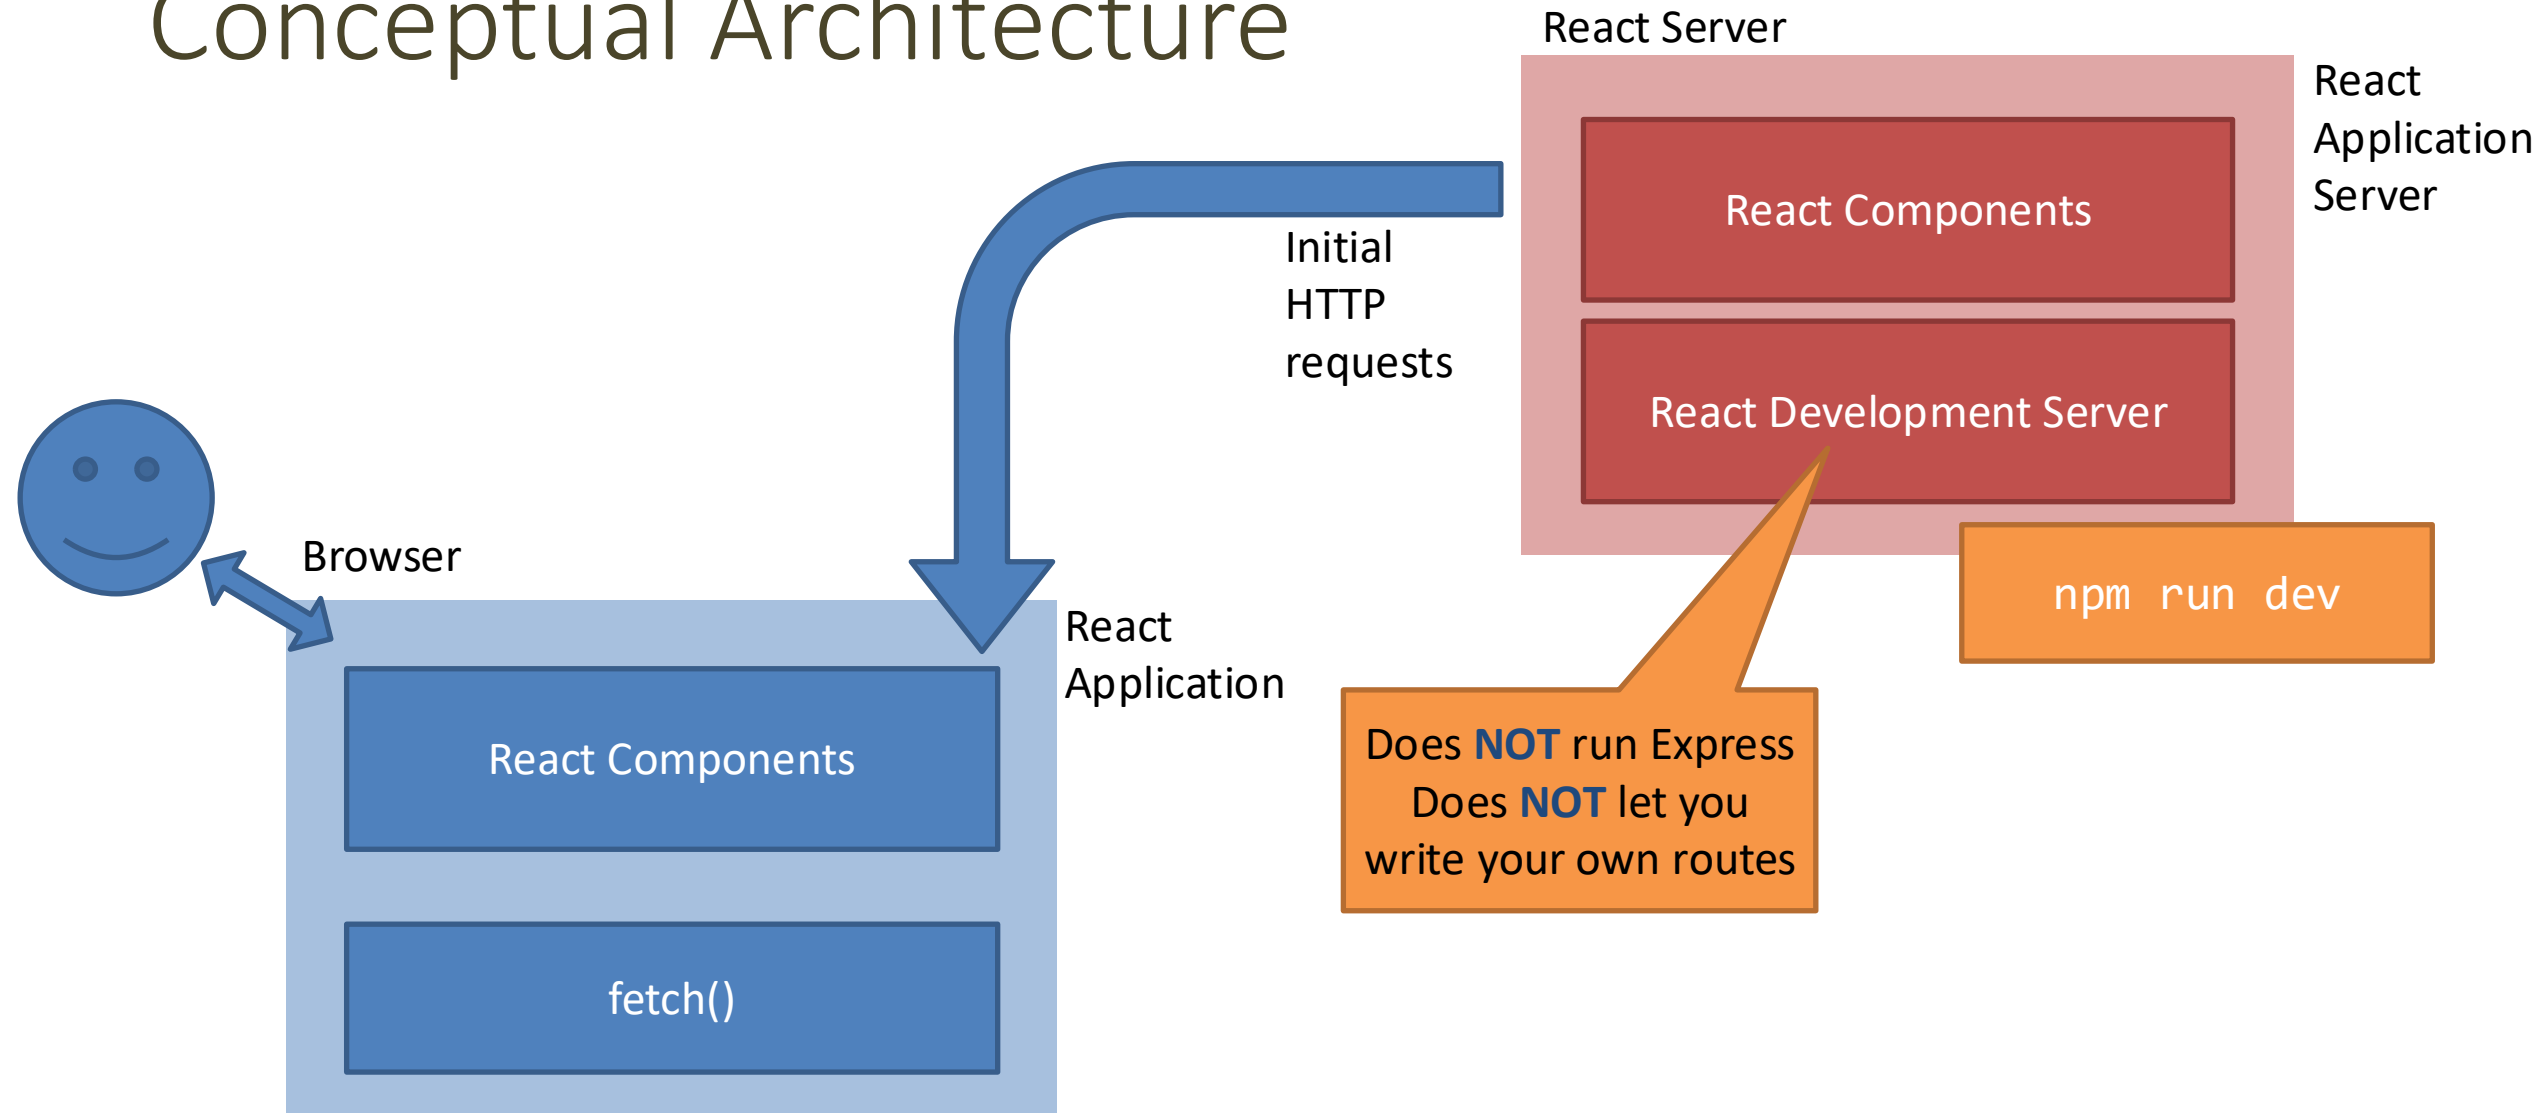 Conceptual Architecture
React Server
React
Application
Server
React Components
Initial
HTTP
requests
React Development Server
Browser
npm run dev
React
Application
React Components
Does NOT run Express
Does NOT let you
write your own routes
fetch()